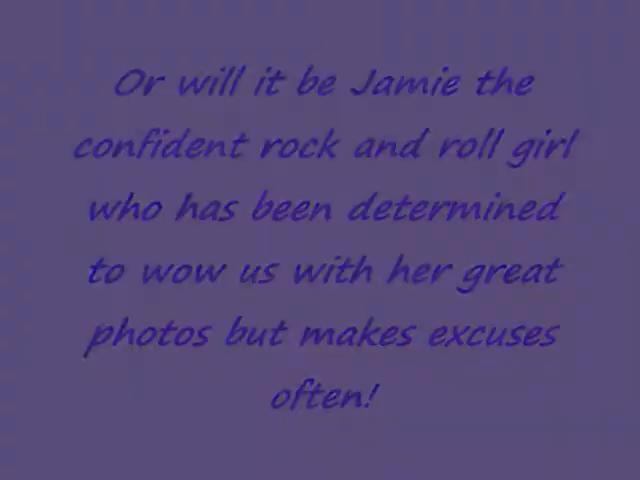 Or will it be Jamie the
confident rock and roll girl
who has been determined
to wow us with her great
photos but makes excuses
often!